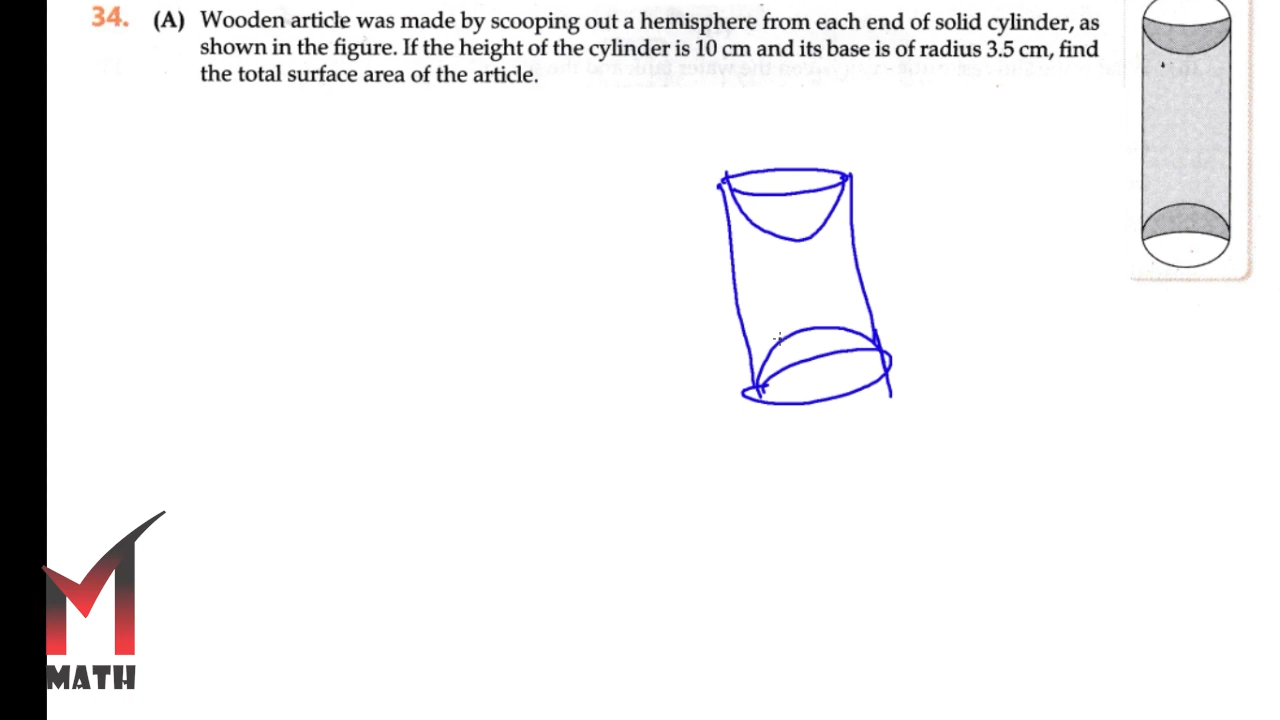 34. (A) Wooden article was made by scooping out a hemisphere from each end of solid cylinder, as
shown in the figure. If the height of the cylinder is 10 cm and its base is of radius 3.5 cm, find
the total surface area of the article.
MATH